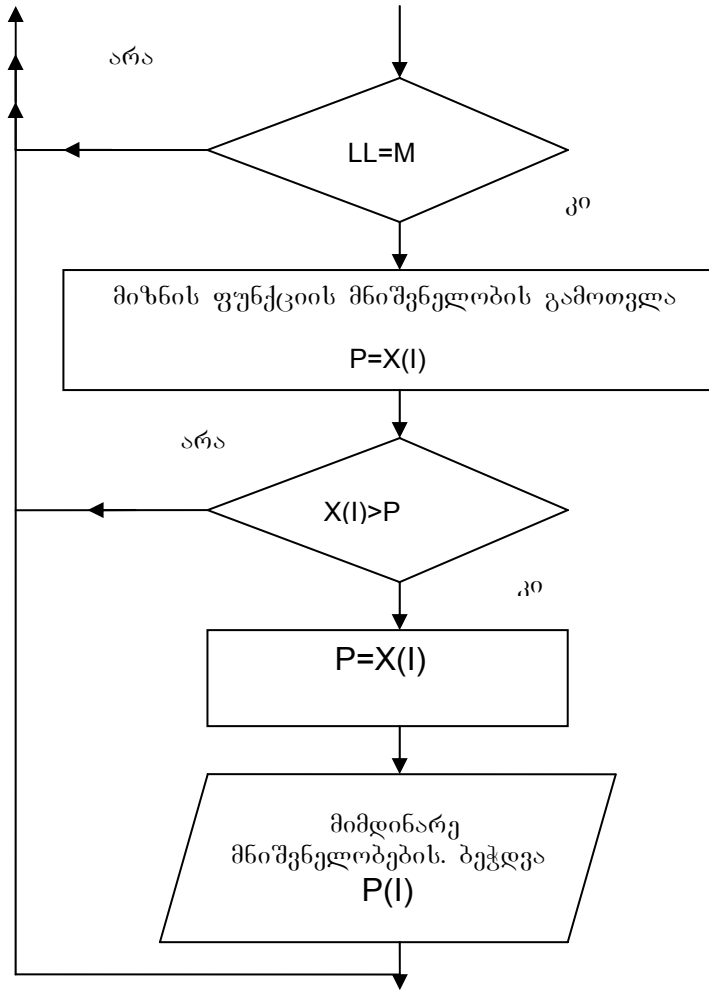 არა
LL=M
კი
მიზნის ფუნქციის მნიშვნელობის გამოთვლა
P=X(I)
არა
X(I)>P
კი
P=X(I)
მიმდინარე
მნიშვნელობების. ბეჭდვა
P(I)